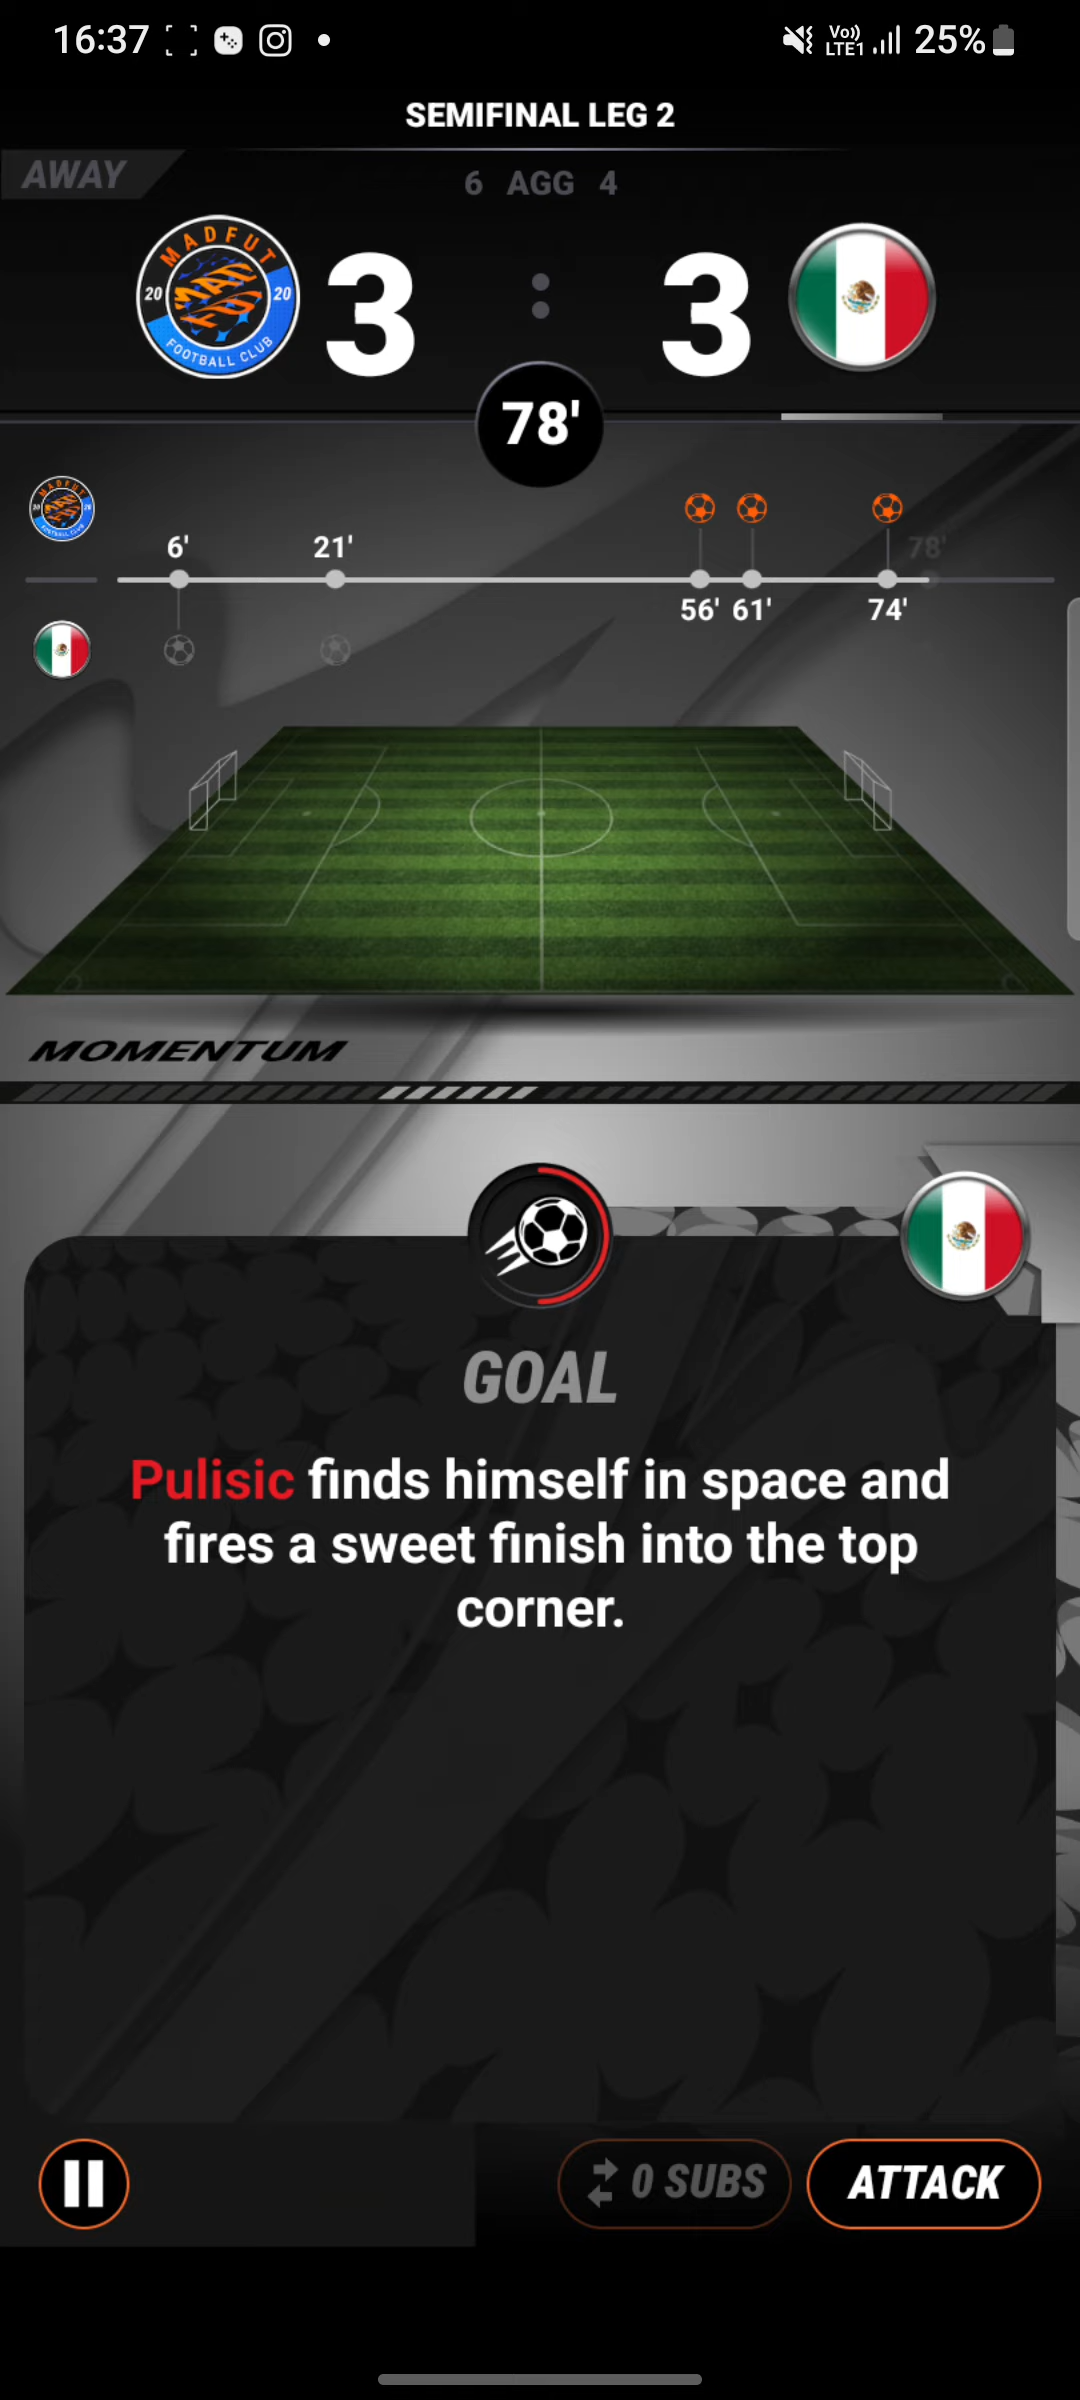 16:37
Vo))
LTE1
25%
SEMIFINAL LEG 2
AWAY
6 AGG 4
MADFUT
20 20
FOOTBALL CLUB
3 : 3
78'
6' 21' 78'
56' 61' 74'
MOMENTUM
GOAL
Pulisic finds himself in space and
fires a sweet finish into the top
corner.
0 SUBS
ATTACK